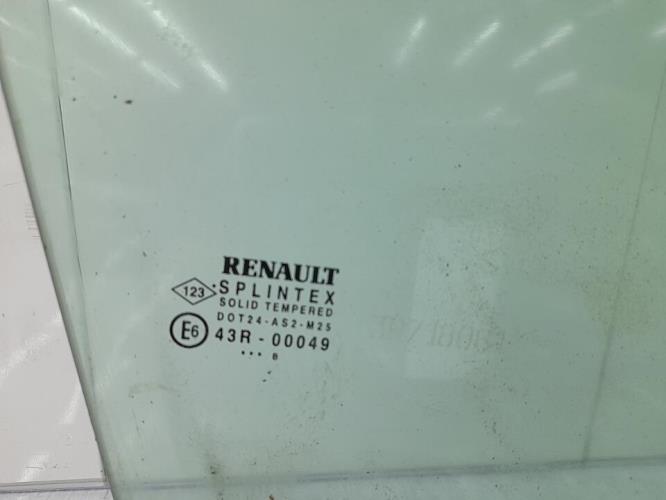 RENAULT
123 SPLINTEX
SOLID TEMPERED
DOT24-AS2-M25
E6 43R-00049
••• B